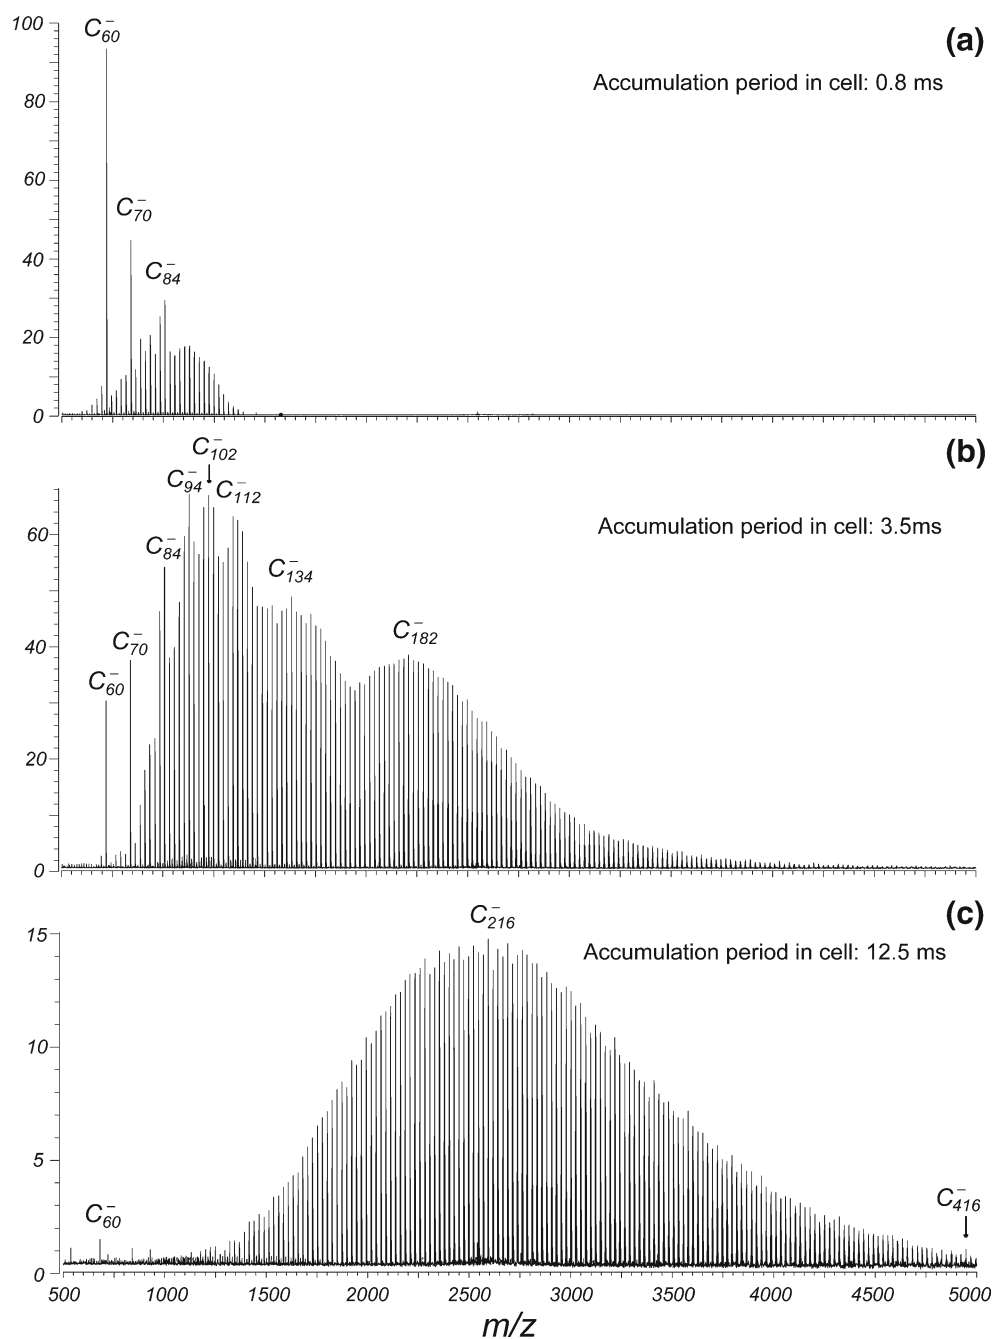 100
80
60
40
20
0
C₆₀⁻
C₇₀⁻
C₈₄⁻
(a)
Accumulation period in cell: 0.8 ms
60
40
20
0
C₆₀⁻
C₇₀⁻
C₈₄⁻
C₉₄⁻
C₁₀₂⁻
C₁₁₂⁻
C₁₃₄⁻
C₁₈₂⁻
(b)
Accumulation period in cell: 3.5ms
15
10
5
0
C₆₀⁻
C₂₁₆⁻
C₄₁₆⁻
(c)
Accumulation period in cell: 12.5 ms
500 1000 1500 2000 2500 3000 3500 4000 4500 5000
m/z